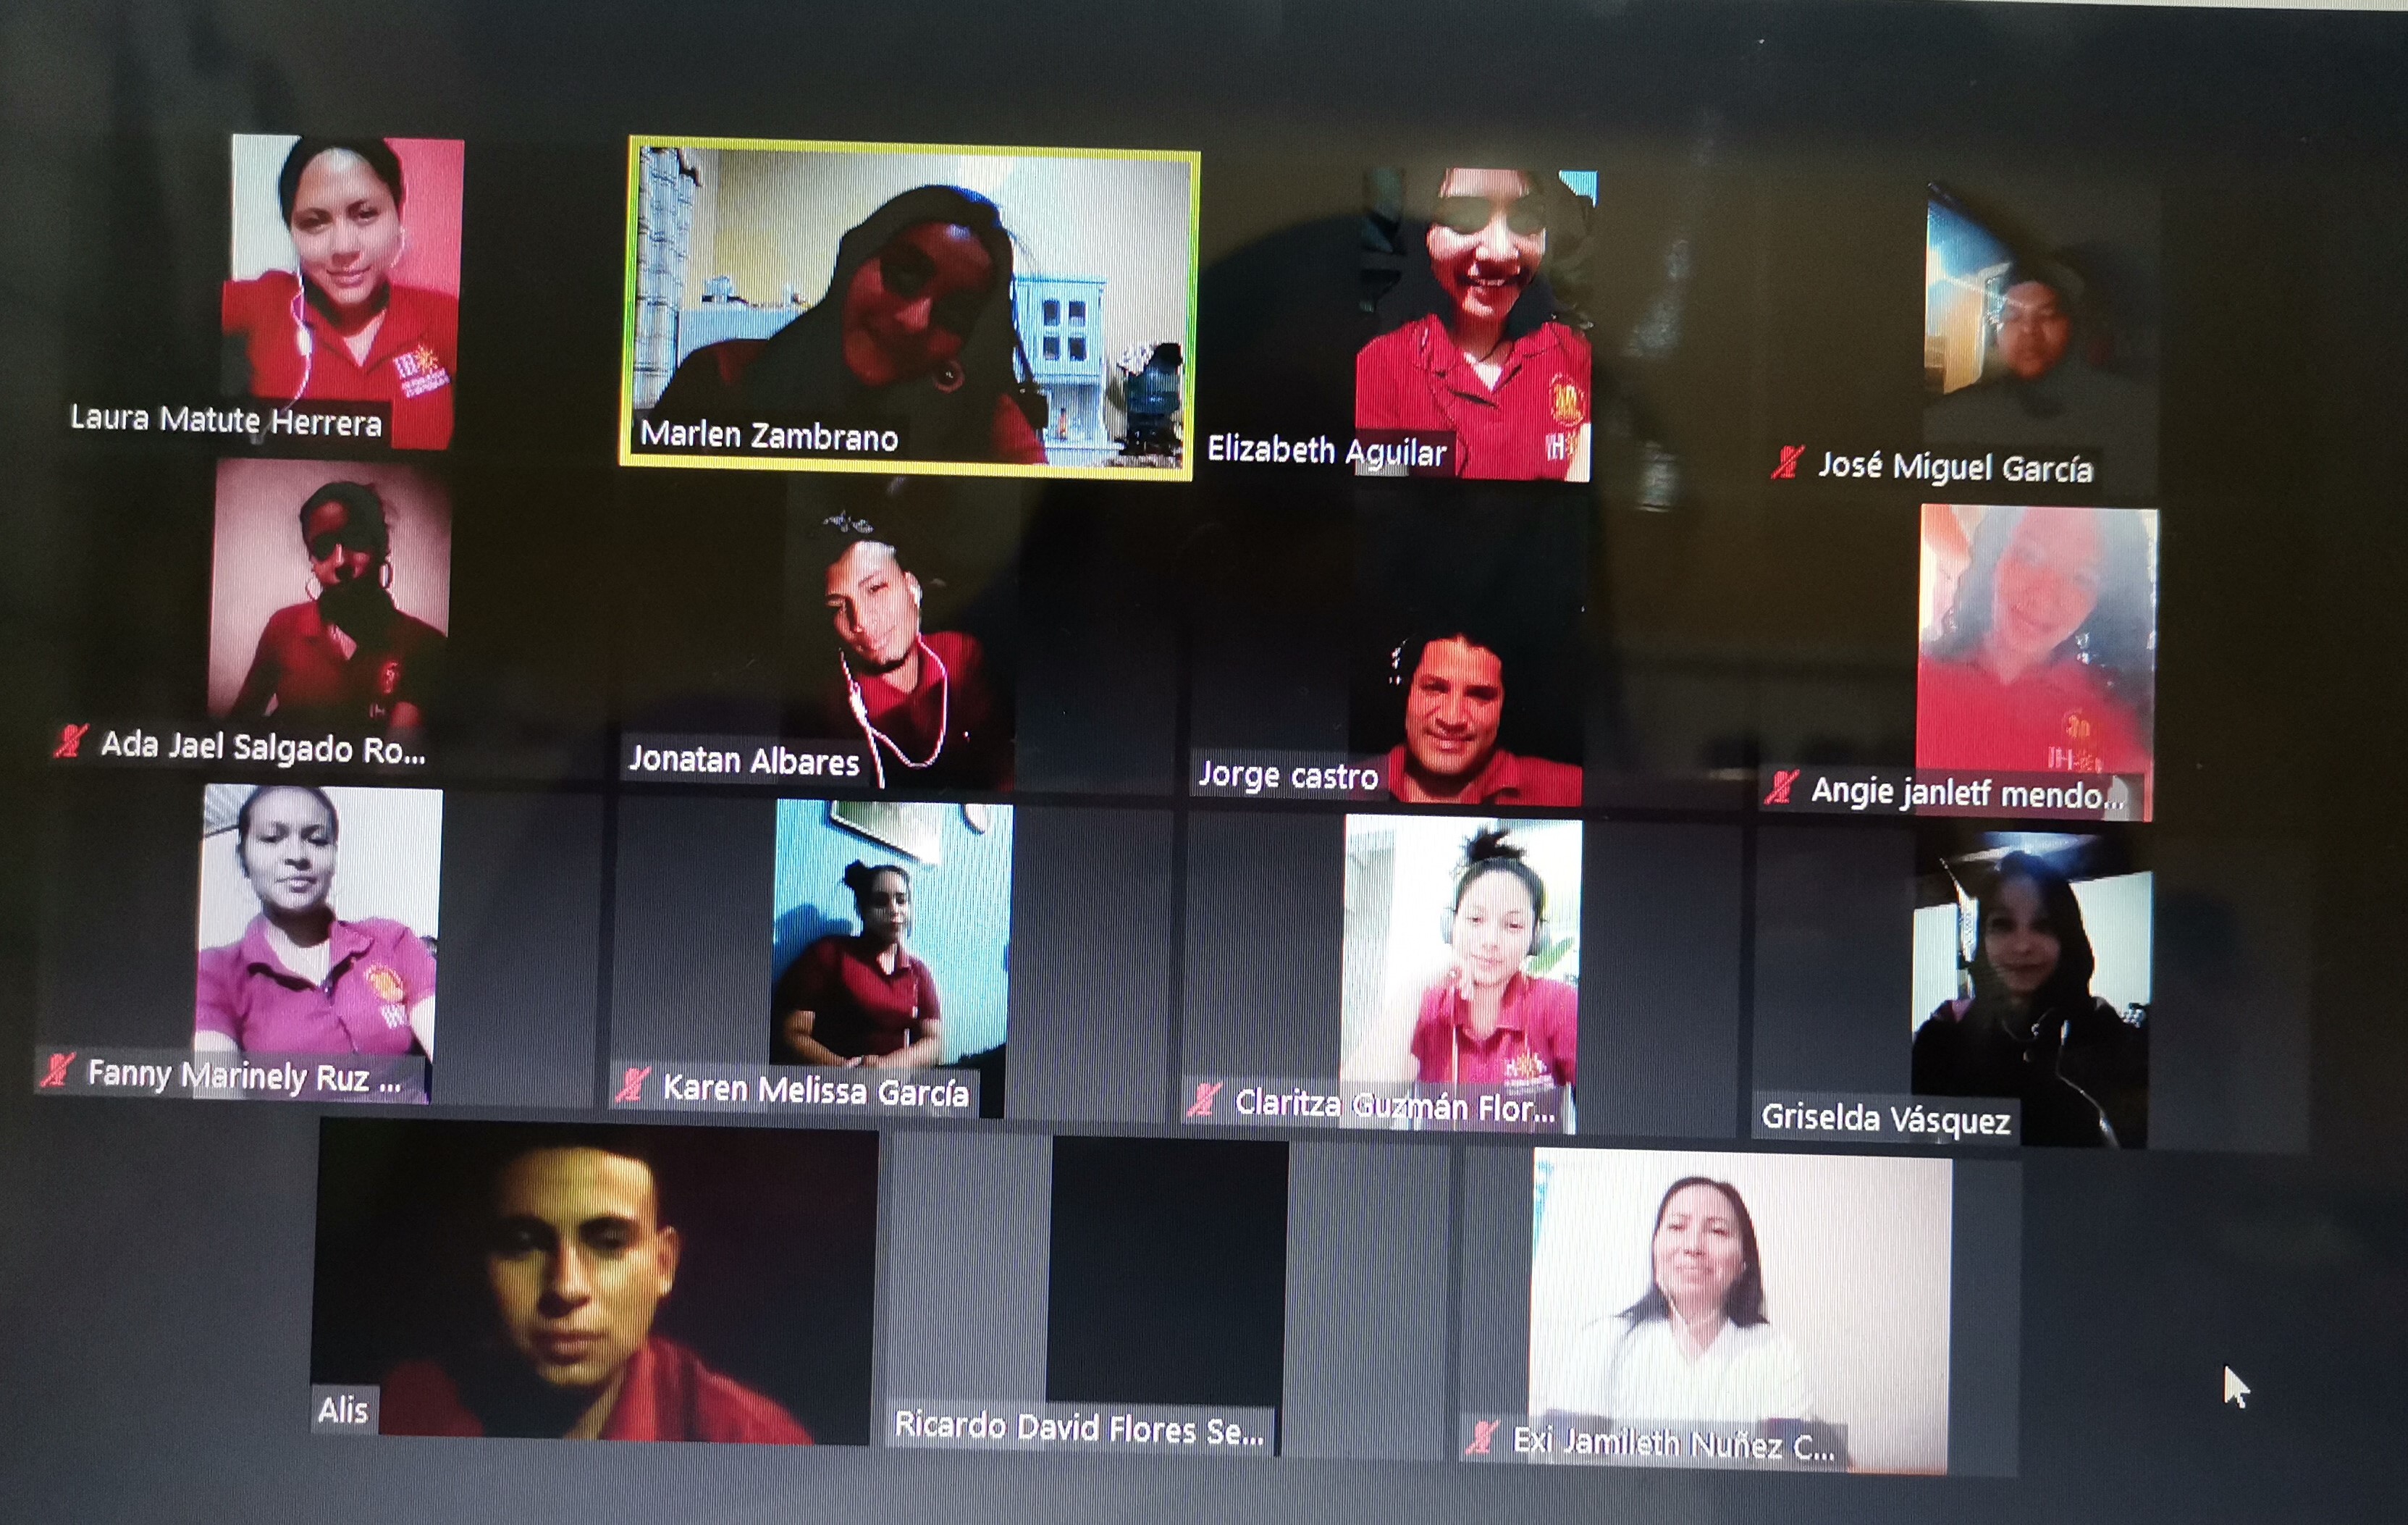 Laura Matute Herrera
Marlen Zambrano
Elizabeth Aguilar
José Miguel García
Ada Jael Salgado Ro...
Jonatan Albares
Jorge castro
Angie janletf mendo...
Fanny Marinely Ruz ...
Karen Melissa García
Claritza Guzmán Flor...
Griselda Vásquez
Alis
Ricardo David Flores Se...
Exi Jamileth Nuñez C...